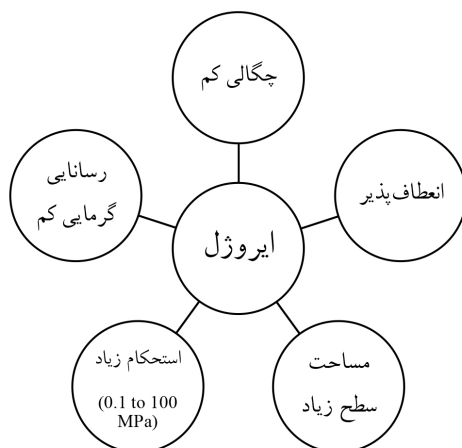 چگالی کم
رسانایی
گرمایی کم
انعطاف‌پذیر
ایروژل
استحکام زیاد
(0.1 to 100
MPa)
مساحت
سطح زیاد